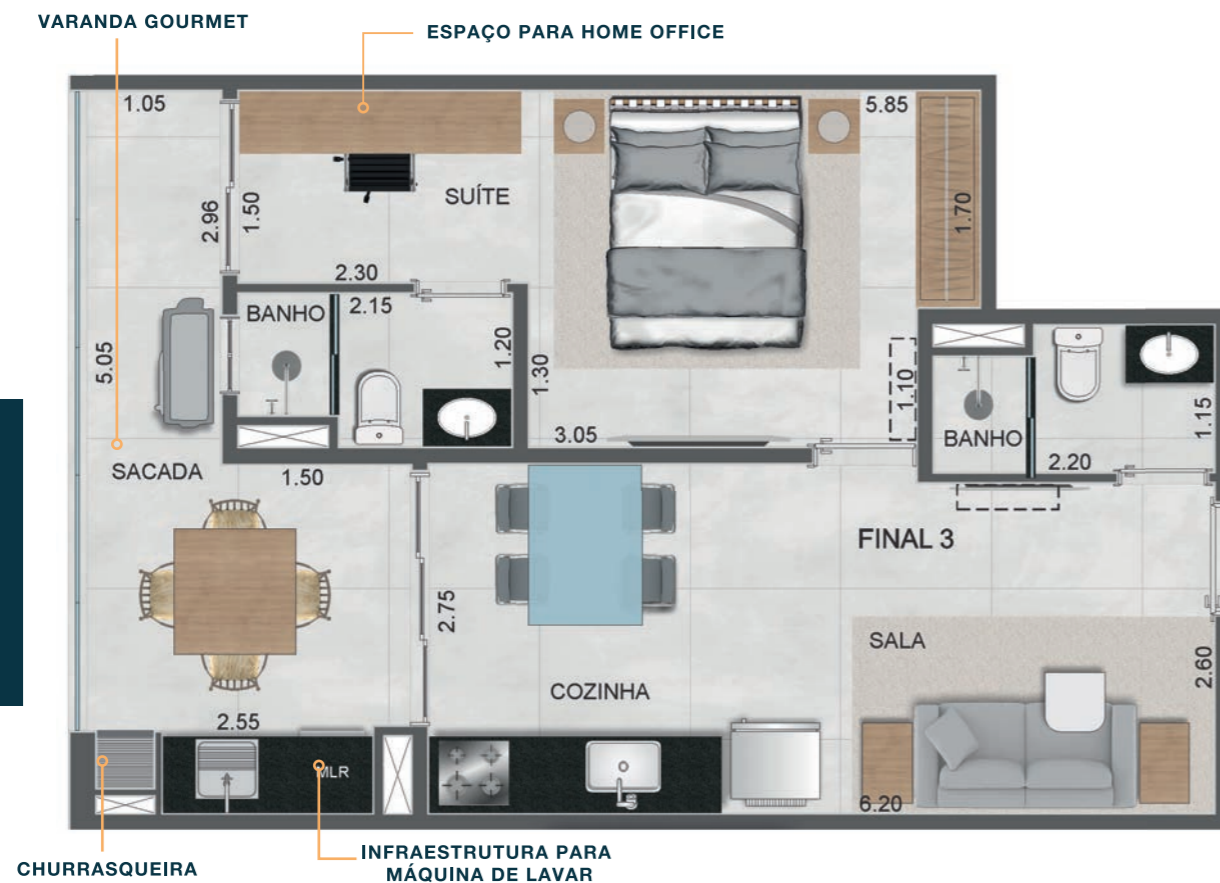 VARANDA GOURMET
ESPAÇO PARA HOME OFFICE
1.05
5.85
2.96
1.50
SUÍTE
1.70
2.30
BANHO
2.15
1.20
5.05
1.30
1.10
1.15
3.05
BANHO
2.20
SACADA
1.50
FINAL 3
2.75
SALA
2.60
COZINHA
2.55
MLR
6.20
CHURRASQUEIRA
INFRAESTRUTURA PARA
MÁQUINA DE LAVAR